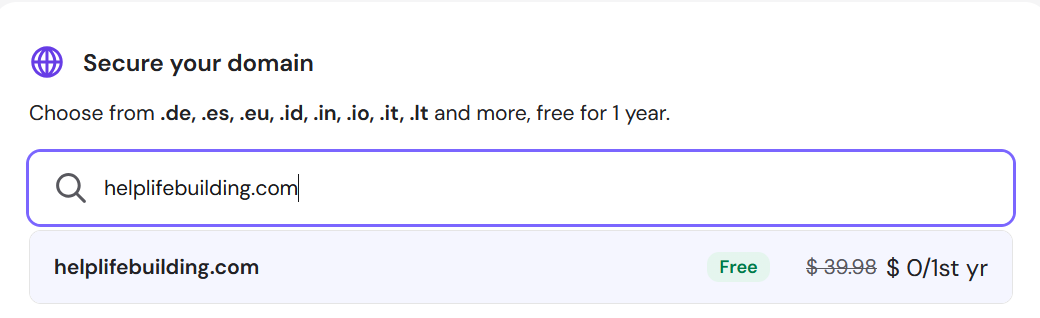 Secure your domain
Choose from .de, .es, .eu, .id, .in, .io, .it, .lt and more, free for 1 year.
helplifebuilding.com
helplifebuilding.com Free $ 39.98 $ 0/1st yr